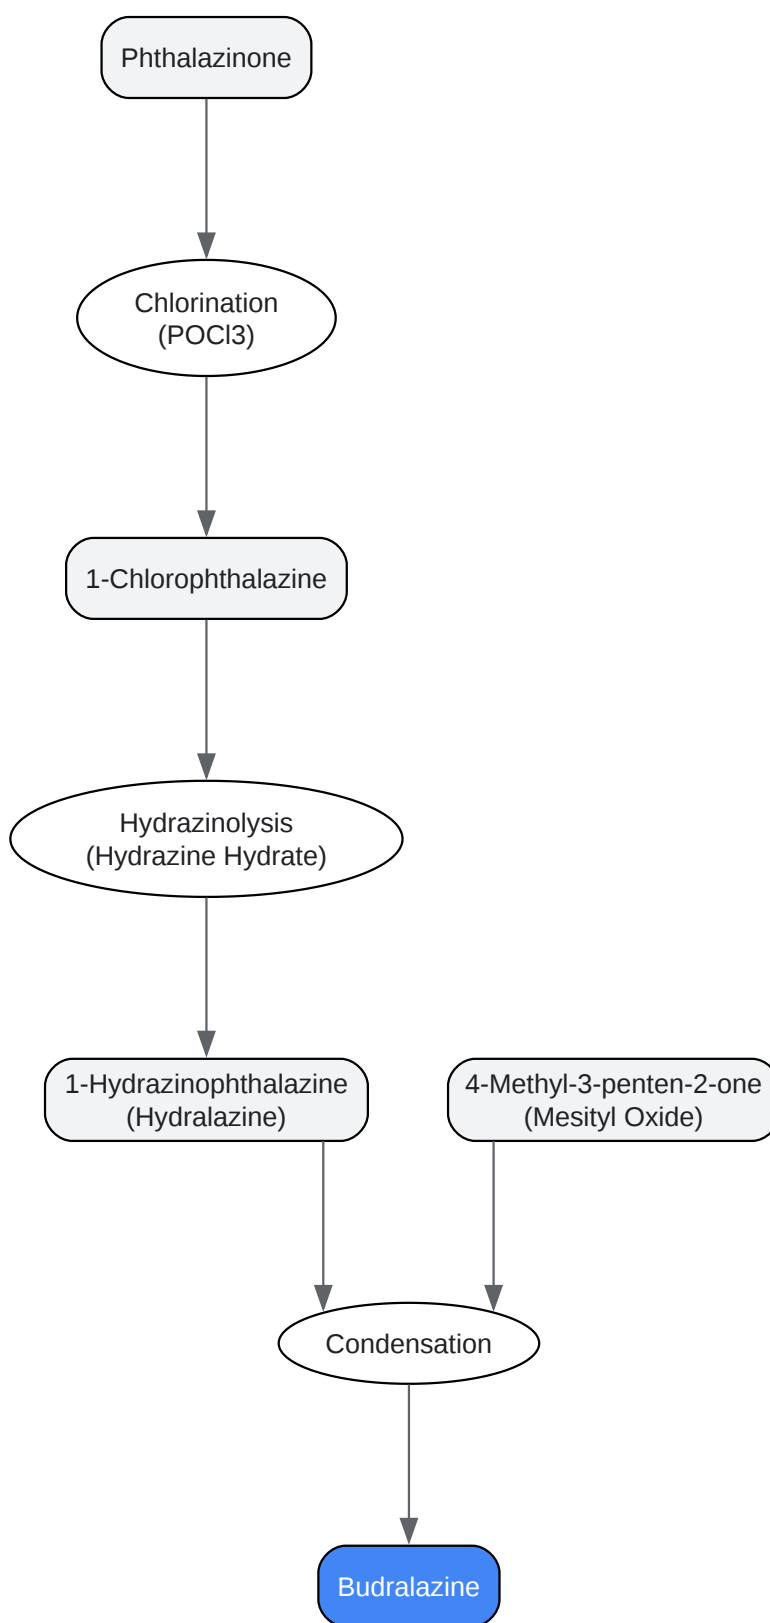 Phthalazinone
Chlorination
(POCl3)
1-Chlorophthalazine
Hydrazinolysis
(Hydrazine Hydrate)
1-Hydrazinophthalazine
(Hydralazine)
4-Methyl-3-penten-2-one
(Mesityl Oxide)
Condensation
Budralazine